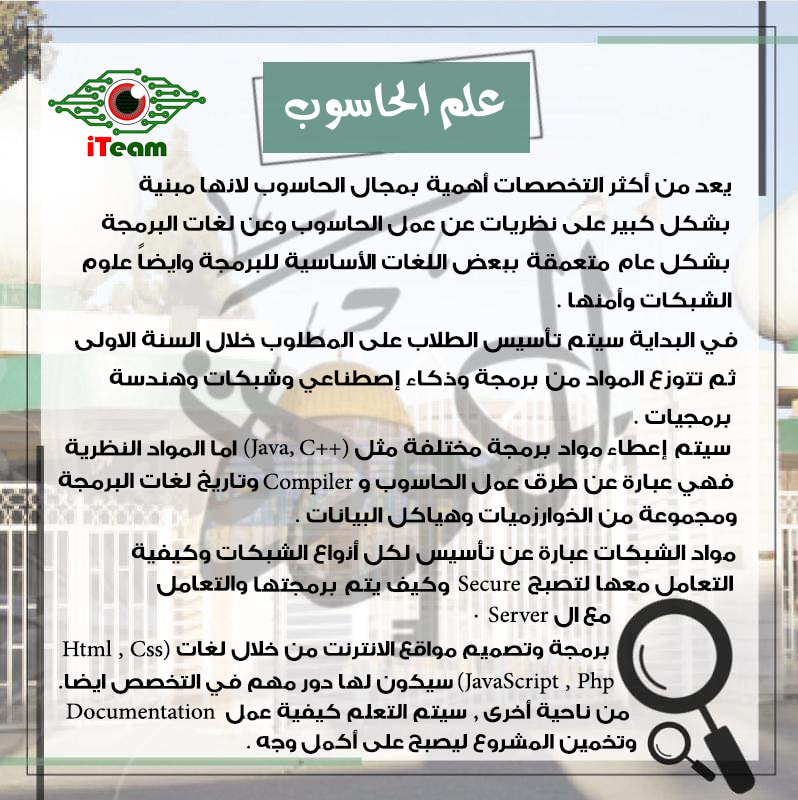 iTeam
علم الحاسوب
يعد من أكثر التخصصات أهمية بمجال الحاسوب لانها مبنية
بشكل كبير على نظريات عن عمل الحاسوب وعن لغات البرمجة
بشكل عام متعمقة ببعض اللغات الأساسية للبرمجة وايضاً علوم
الشبكات وأمنها .
في البداية سيتم تأسيس الطلاب على المطلوب خلال السنة الاولى
ثم تتوزع المواد من برمجة وذكاء إصطناعي وشبكات وهندسة
برمجيات .
سيتم إعطاء مواد برمجة مختلفة مثل (Java, C++) اما المواد النظرية
فهي عبارة عن طرق عمل الحاسوب و Compiler وتاريخ لغات البرمجة
ومجموعة من الخوارزميات وهياكل البيانات .
مواد الشبكات عبارة عن تأسيس لكل أنواع الشبكات وكيفية
التعامل معها لتصبح Secure وكيف يتم برمجتها والتعامل
مع ال Server .
برمجة وتصميم مواقع الانترنت من خلال لغات (Html , Css
JavaScript , Php) سيكون لها دور مهم في التخصص ايضا.
من ناحية أخرى , سيتم التعلم كيفية عمل Documentation
وتخمين المشروع ليصبح على أكمل وجه .